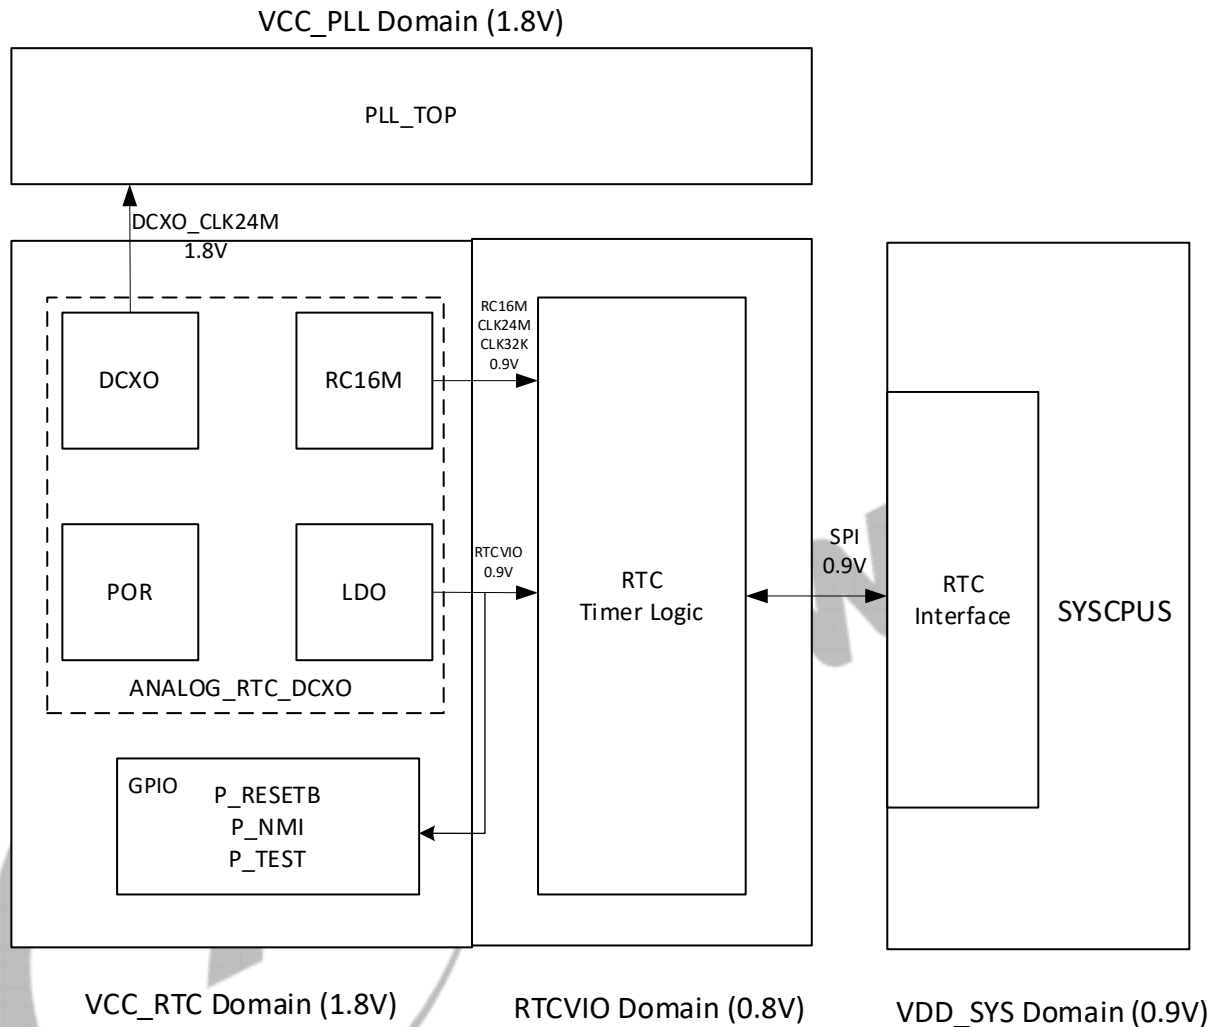 VCC_PLL Domain (1.8V)
PLL_TOP
DCXO_CLK24M
1.8V
RC16M
CLK24M
CLK32K
0.9V
DCXO
RC16M
RTCVIO
0.9V
POR
LDO
ANALOG_RTC_DCXO
GPIO
P_RESETB
P_NMI
P_TEST
RTC
Timer Logic
SPI
0.9V
RTC
Interface
SYSCPUS
VCC_RTC Domain (1.8V)
RTCVIO Domain (0.8V)
VDD_SYS Domain (0.9V)